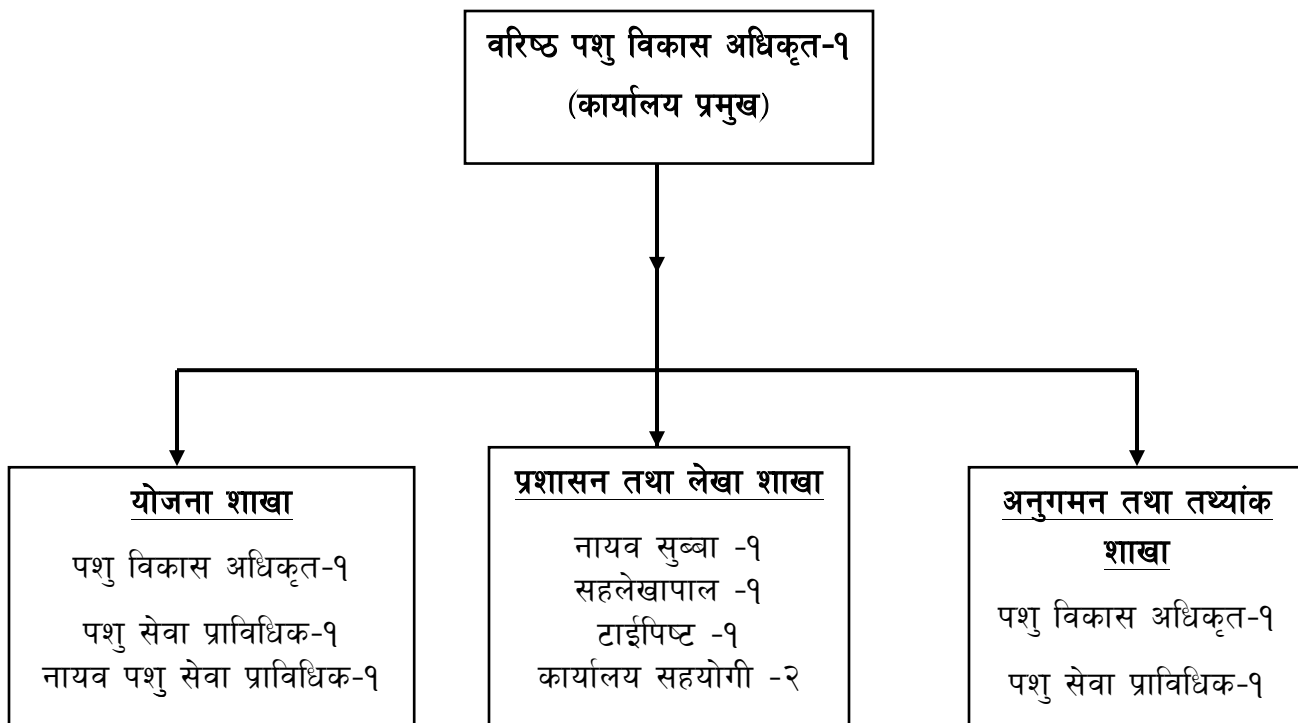 वरिष्ठ पशु विकास अधिकृत-१
(कार्यालय प्रमुख)
योजना शाखा
पशु विकास अधिकृत-१
पशु सेवा प्राविधिक-१
नायव पशु सेवा प्राविधिक-१
प्रशासन तथा लेखा शाखा
नायव सुब्बा -१
सहलेखापाल -१
टाईपिष्ट -१
कार्यालय सहयोगी -२
अनुगमन तथा तथ्यांक
शाखा
पशु विकास अधिकृत-१
पशु सेवा प्राविधिक-१